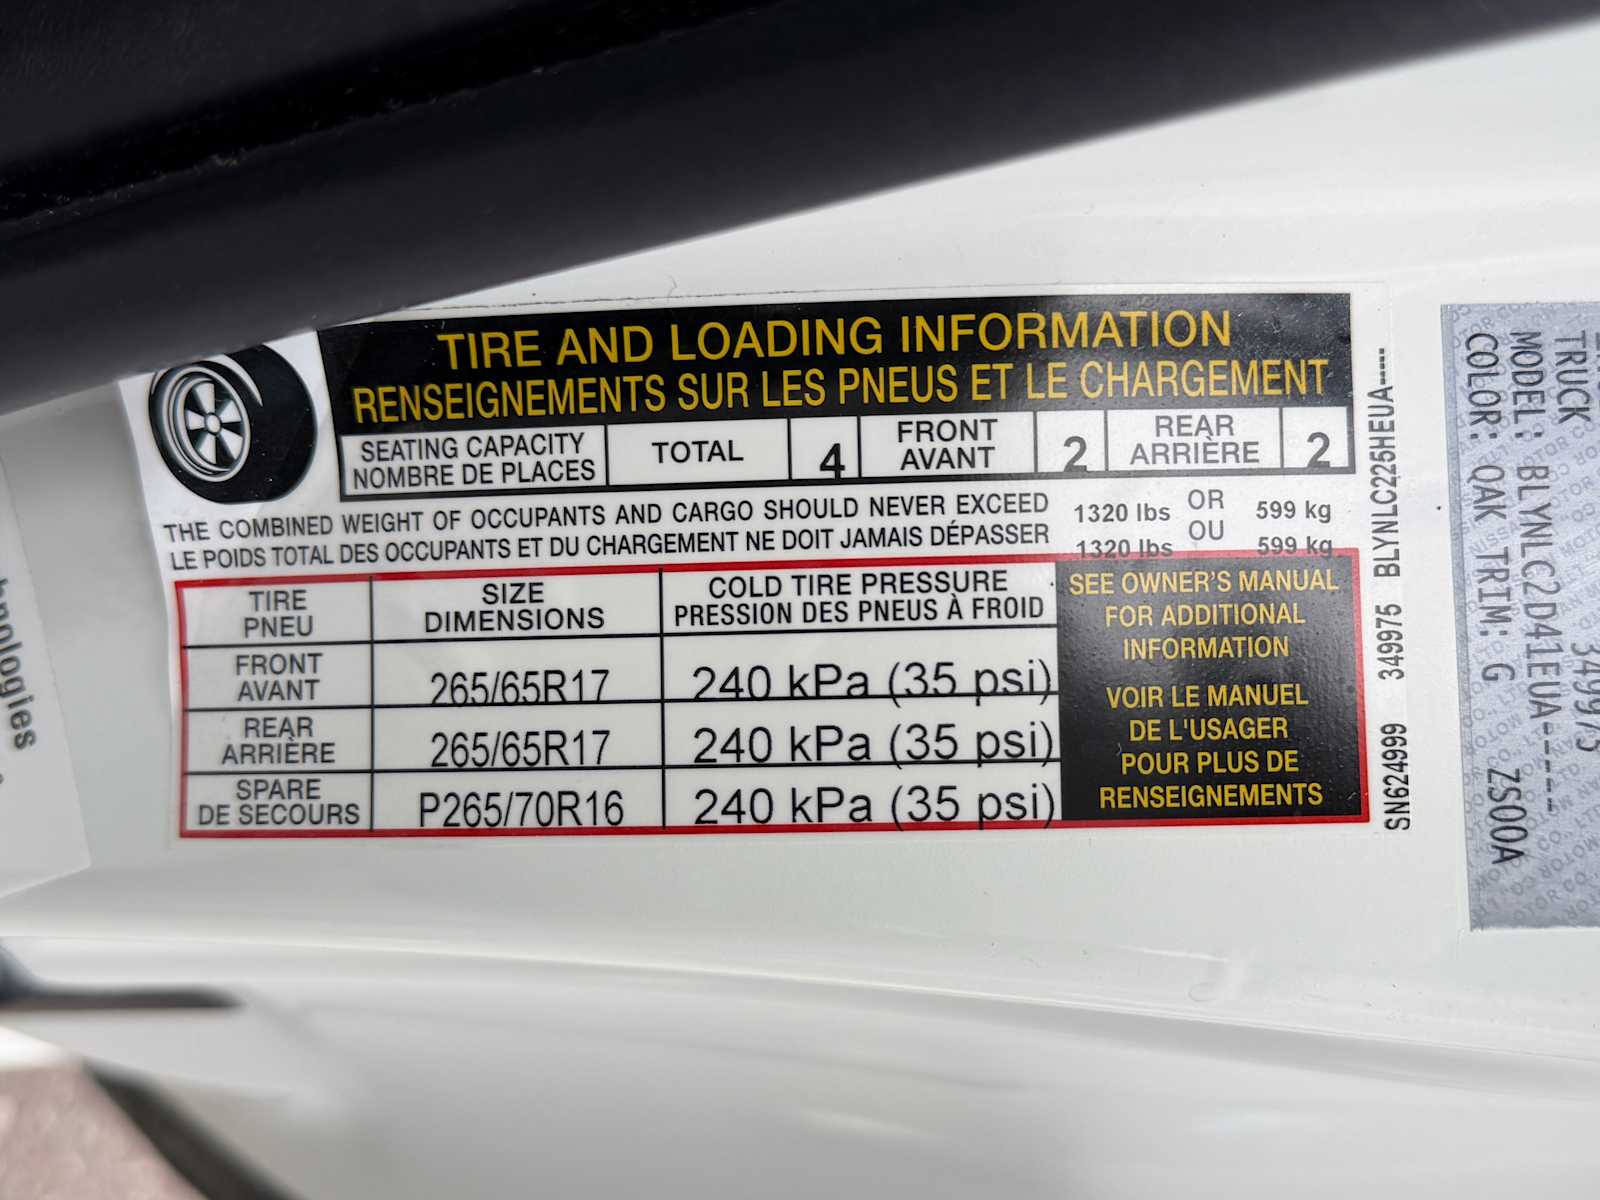 TIRE AND LOADING INFORMATION
RENSEIGNEMENTS SUR LES PNEUS ET LE CHARGEMENT
SEATING CAPACITY TOTAL 4 FRONT 2 REAR 2
NOMBRE DE PLACES AVANT ARRIÈRE
THE COMBINED WEIGHT OF OCCUPANTS AND CARGO SHOULD NEVER EXCEED 1320 lbs OR 599 kg
LE POIDS TOTAL DES OCCUPANTS ET DU CHARGEMENT NE DOIT JAMAIS DÉPASSER 1320 lbs OU 599 kg
TIRE SIZE COLD TIRE PRESSURE
PNEU DIMENSIONS PRESSION DES PNEUS À FROID
FRONT
AVANT 265/65R17 240 kPa (35 psi)
REAR
ARRIÈRE 265/65R17 240 kPa (35 psi)
SPARE
DE SECOURS P265/70R16 240 kPa (35 psi)
SEE OWNER'S MANUAL
FOR ADDITIONAL
INFORMATION
VOIR LE MANUEL
DE L'USAGER
POUR PLUS DE
RENSEIGNEMENTS
SN624999 349975 BLYNLC225HEUA----
TRUCK 349975
MODEL: BLYNLC2D41EUA-----
COLOR: QAK TRIM: G ZS00A